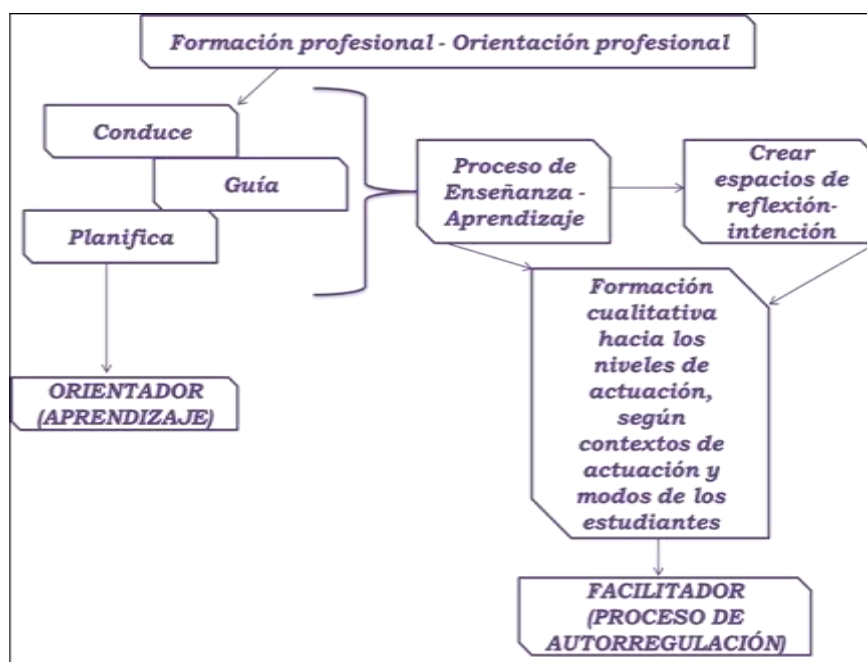 Formación profesional - Orientación profesional
Conduce
Guía
Planifica
ORIENTADOR
(APRENDIZAJE)
Proceso de
Enseñanza -
Aprendizaje
Crear
espacios de
reflexión-
intención
Formación
cualitativa
hacia los
niveles de
actuación,
según
contextos de
actuación y
modos de los
estudiantes
FACILITADOR
(PROCESO DE
AUTORREGULACIÓN)